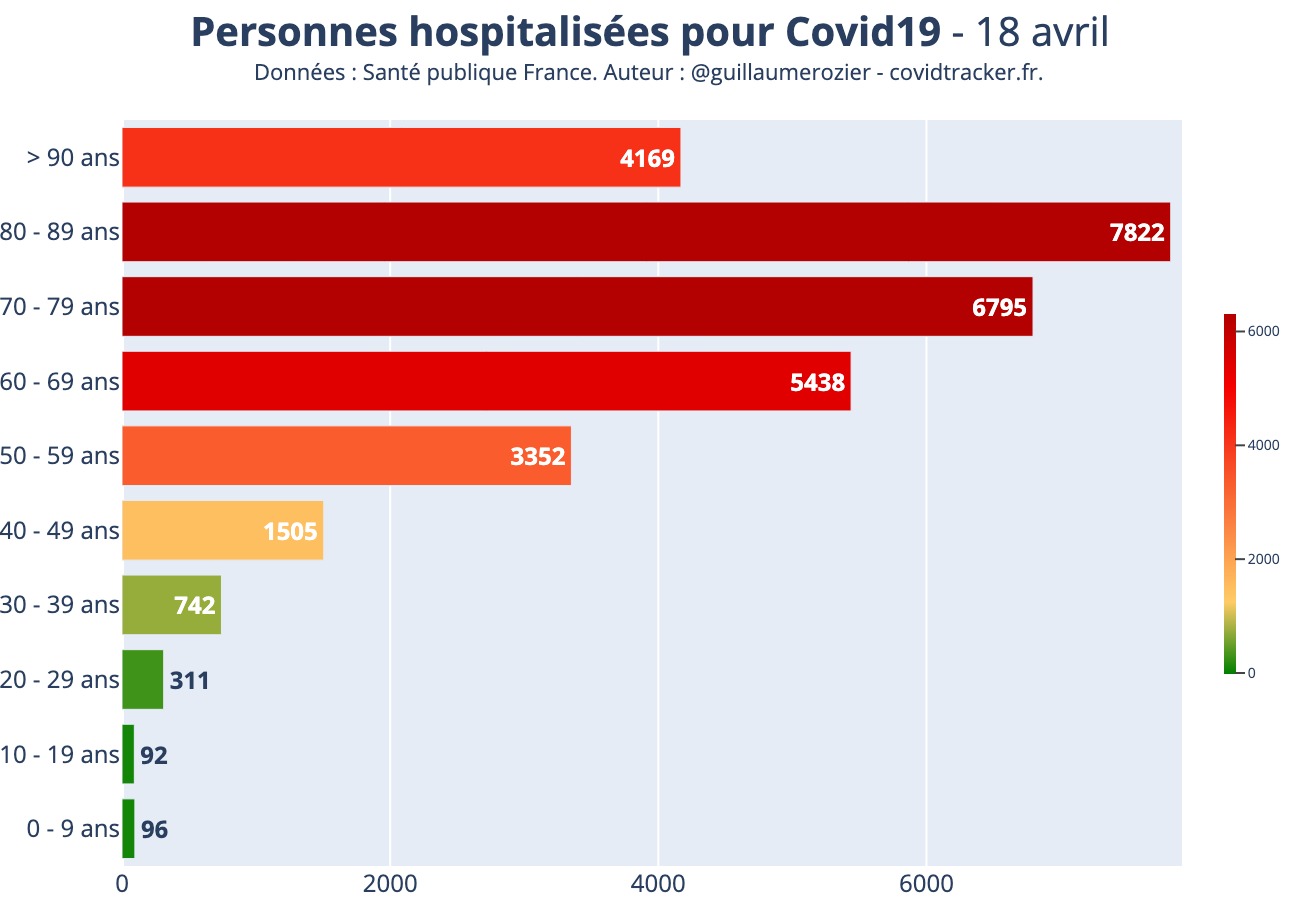 Personnes hospitalisées pour Covid19 - 18 avril
Données : Santé publique France. Auteur : @guillaumerozier - covidtracker.fr.
> 90 ans 4169
80 - 89 ans 7822
70 - 79 ans 6795
60 - 69 ans 5438
50 - 59 ans 3352
40 - 49 ans 1505
30 - 39 ans 742
20 - 29 ans 311
10 - 19 ans 92
0 - 9 ans 96
0 2000 4000 6000
6000
4000
2000
0